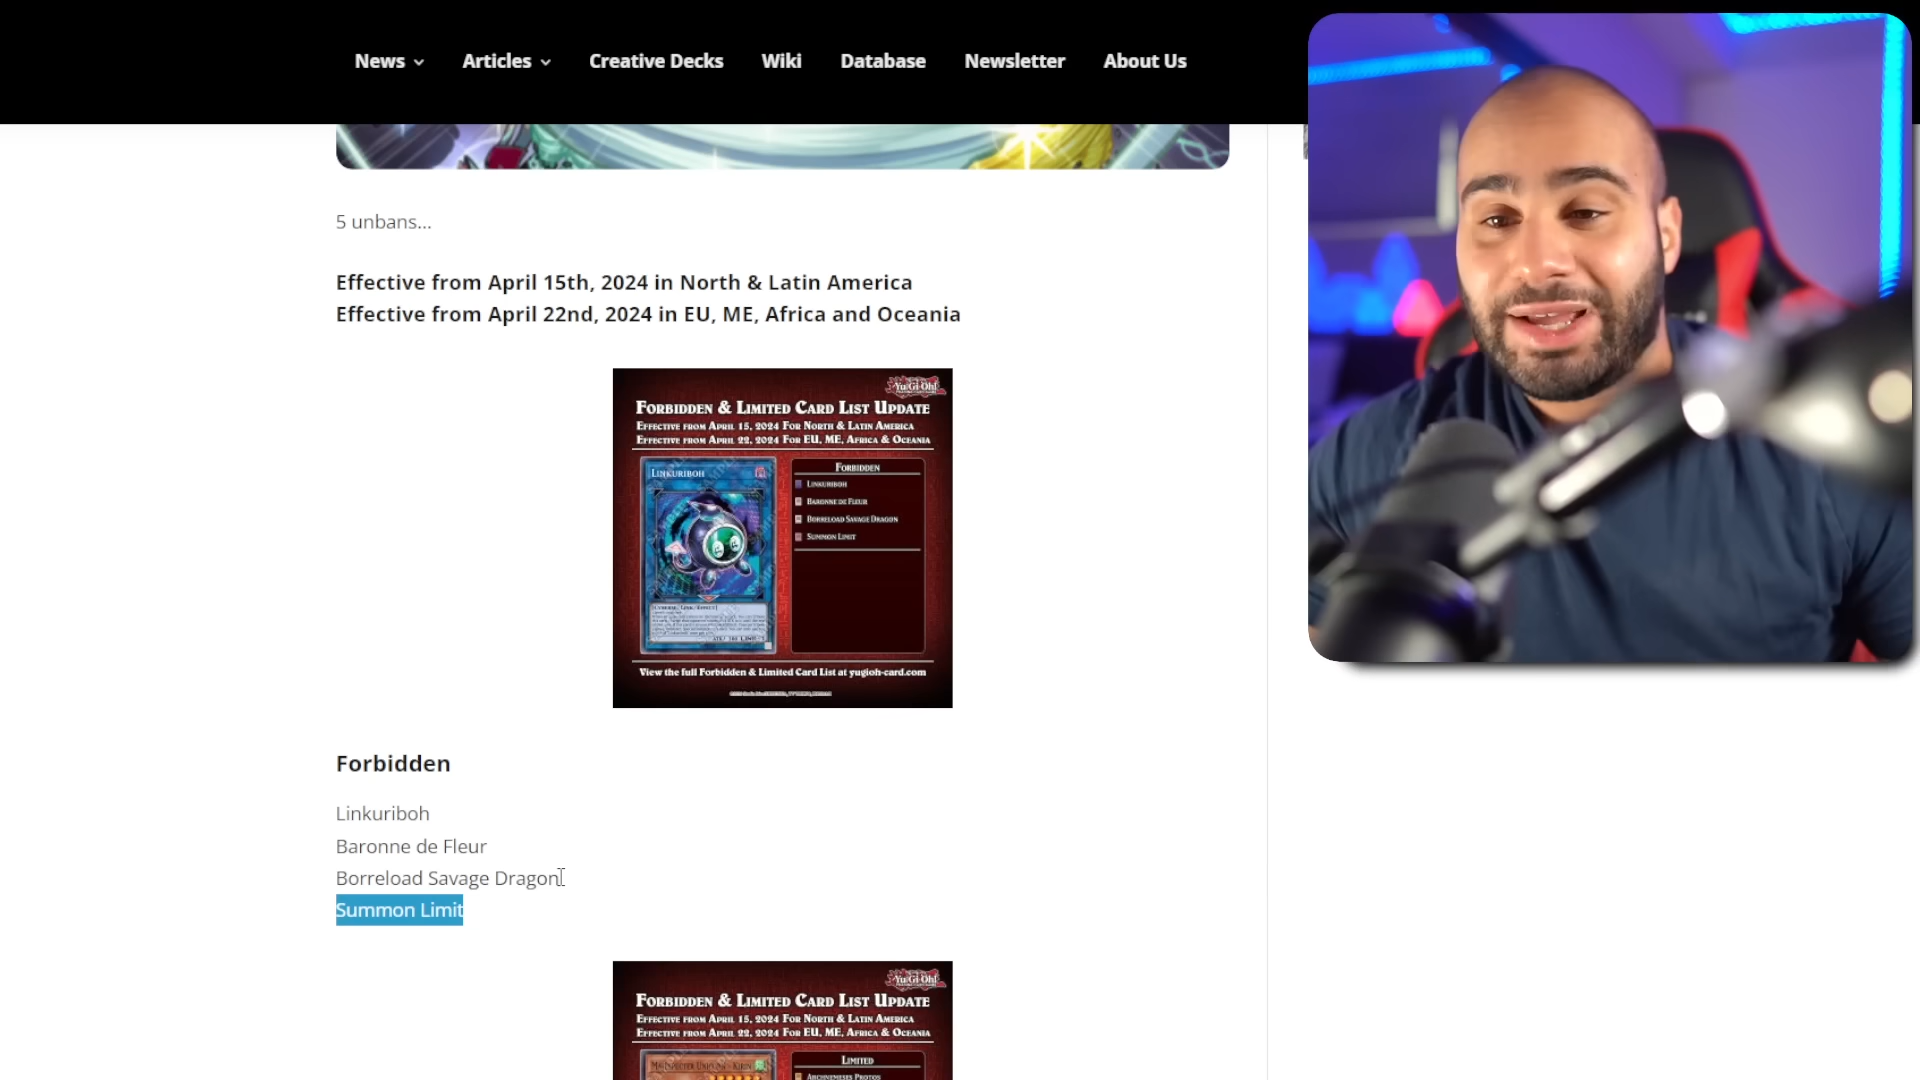 News
Articles
Creative Decks
Wiki
Database
Newsletter
About Us
5 unbans...
Effective from April 15th, 2024 in North & Latin America
Effective from April 22nd, 2024 in EU, ME, Africa and Oceania
Yu-Gi-Oh!
FORBIDDEN & LIMITED CARD LIST UPDATE
EFFECTIVE FROM APRIL 15, 2024 FOR NORTH & LATIN AMERICA
EFFECTIVE FROM APRIL 22, 2024 FOR EU, ME, AFRICA & OCEANIA
LINKURIBOH
FORBIDDEN
LINKURIBOH
BARONNE DE FLEUR
BORRELOAD SAVAGE DRAGON
SUMMON LIMIT
View the full Forbidden & Limited Card List at yugioh-card.com
Forbidden
Linkuriboh
Baronne de Fleur
Borreload Savage Dragon
Summon Limit
Yu-Gi-Oh!
FORBIDDEN & LIMITED CARD LIST UPDATE
EFFECTIVE FROM APRIL 15, 2024 FOR NORTH & LATIN AMERICA
EFFECTIVE FROM APRIL 22, 2024 FOR EU, ME, AFRICA & OCEANIA
LIMITED
ARCHNEMESES PROTOS